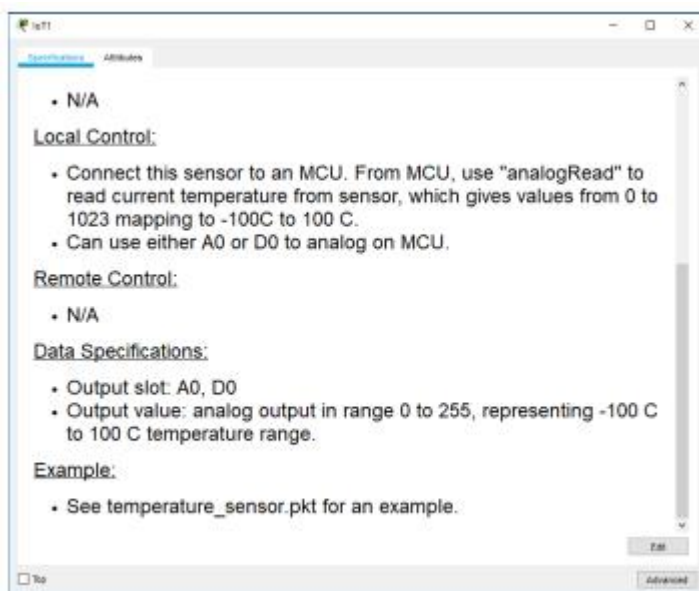 IoT1
Specifications Attributes
• N/A
Local Control:
• Connect this sensor to an MCU. From MCU, use "analogRead" to
read current temperature from sensor, which gives values from 0 to
1023 mapping to -100C to 100 C.
• Can use either A0 or D0 to analog on MCU.
Remote Control:
• N/A
Data Specifications:
• Output slot: A0, D0
• Output value: analog output in range 0 to 255, representing -100 C
to 100 C temperature range.
Example:
• See temperature_sensor.pkt for an example.
Edit
Top
Advanced